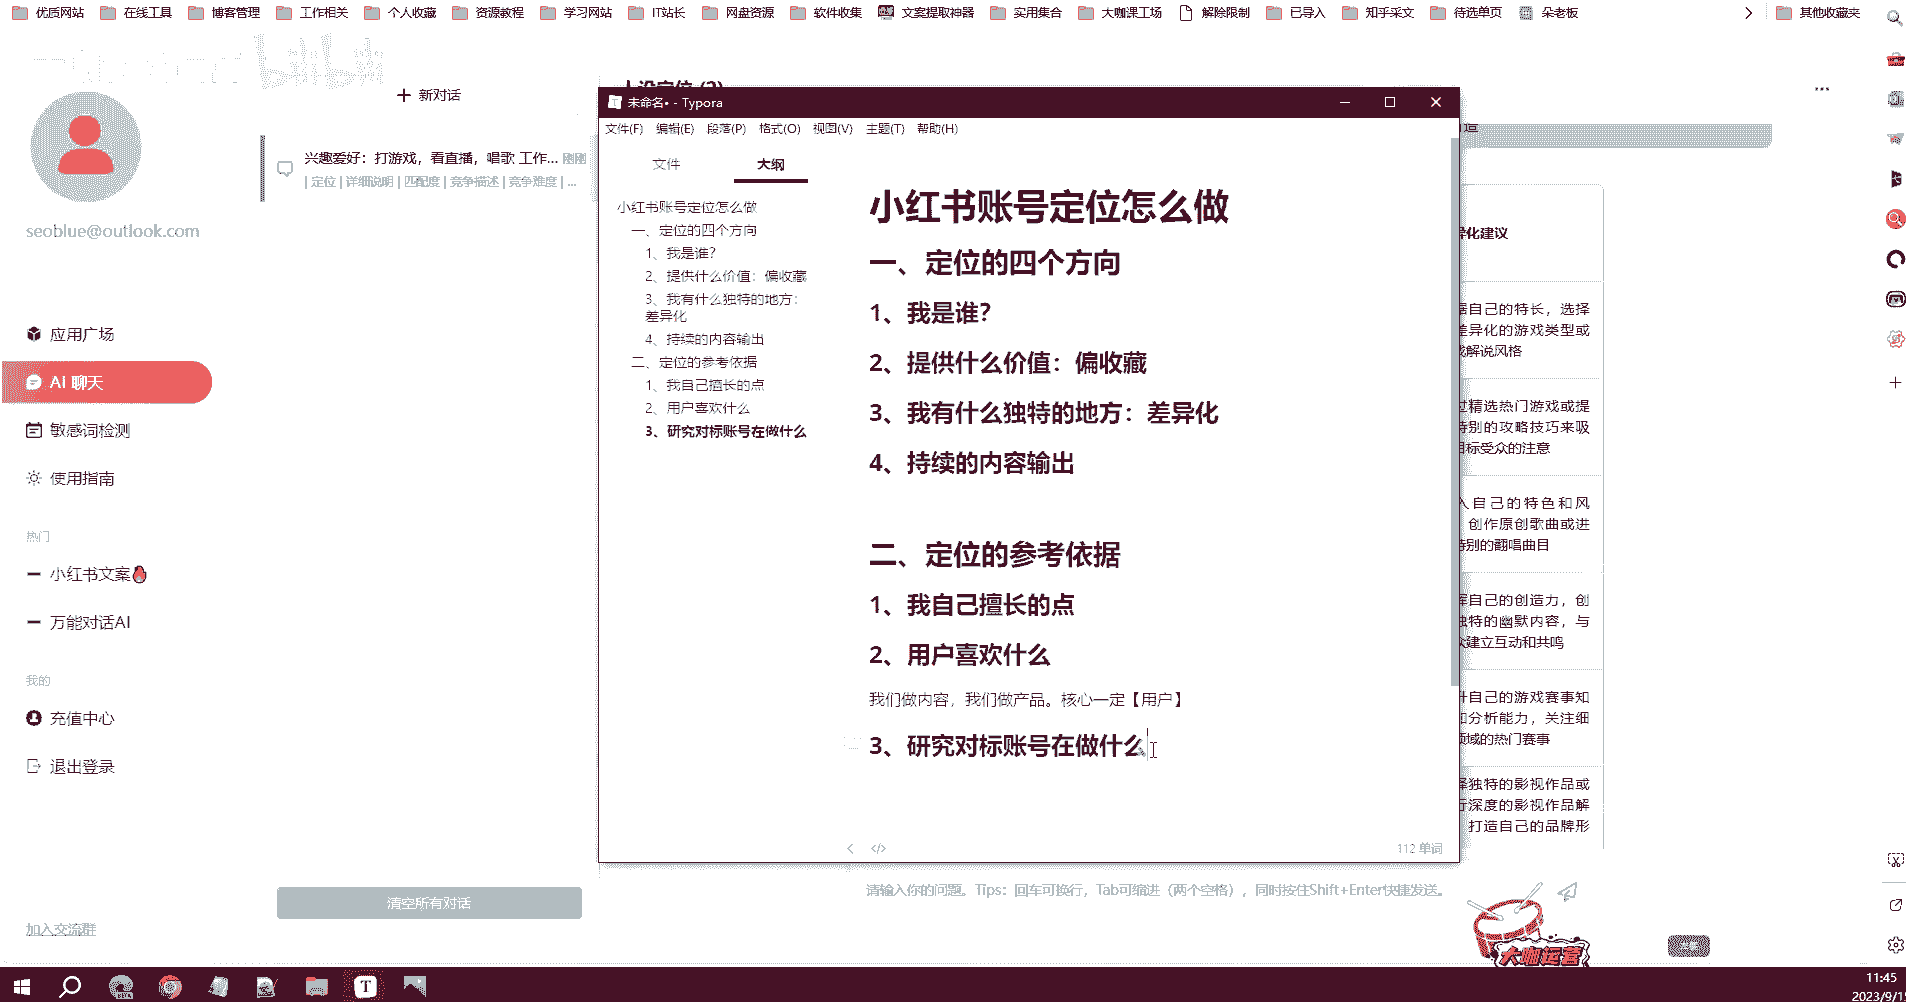 优质网站 在线工具 博客管理 工作相关 个人收藏 资源教程 学习网站 IT站长 网盘资源 软件收集 文案提取神器 实用集合 大咖课工场 解除限制 已导入 知乎采文 待选单页 朵老板 其他收藏夹
bilibili
新对话
seoblue@outlook.com
兴趣爱好：打游戏，看直播，唱歌 工作... 刚刚
| 定位 | 详细说明 | 匹配度 | 竞争描述 | 竞争难度 | ...
应用广场
AI 聊天
敏感词检测
使用指南
热门
小红书文案
万能对话AI
我的
充值中心
退出登录
加入交流群
清空所有对话
未命名• - Typora
文件(F) 编辑(E) 段落(P) 格式(O) 视图(V) 主题(T) 帮助(H)
文件 大纲
小红书账号定位怎么做
一、定位的四个方向
1、我是谁？
2、提供什么价值：偏收藏
3、我有什么独特的地方：
差异化
4、持续的内容输出
二、定位的参考依据
1、我自己擅长的点
2、用户喜欢什么
3、研究对标账号在做什么
小红书账号定位怎么做
一、定位的四个方向
1、我是谁？
2、提供什么价值：偏收藏
3、我有什么独特的地方：差异化
4、持续的内容输出
二、定位的参考依据
1、我自己擅长的点
2、用户喜欢什么
我们做内容，我们做产品。核心一定【用户】
3、研究对标账号在做什么
112 单词
化建议
自己的特长，选择
异化的游戏类型或
解说风格
精选热门游戏或提
特别的攻略技巧来吸
目标受众的注意
入自己的特色和风
创作原创歌曲或进
特别的翻唱曲目
自己的创造力，创
独特的幽默内容，与
众建立互动和共鸣
自己的游戏赛事知
和分析能力，关注细
领域的热门赛事
择独特的影视作品或
行深度的影视作品解
打造自己的品牌形
请输入你的问题。Tips：回车可换行，Tab可缩进（两个空格），同时按住Shift+Enter快捷发送。
大咖运营
11:45